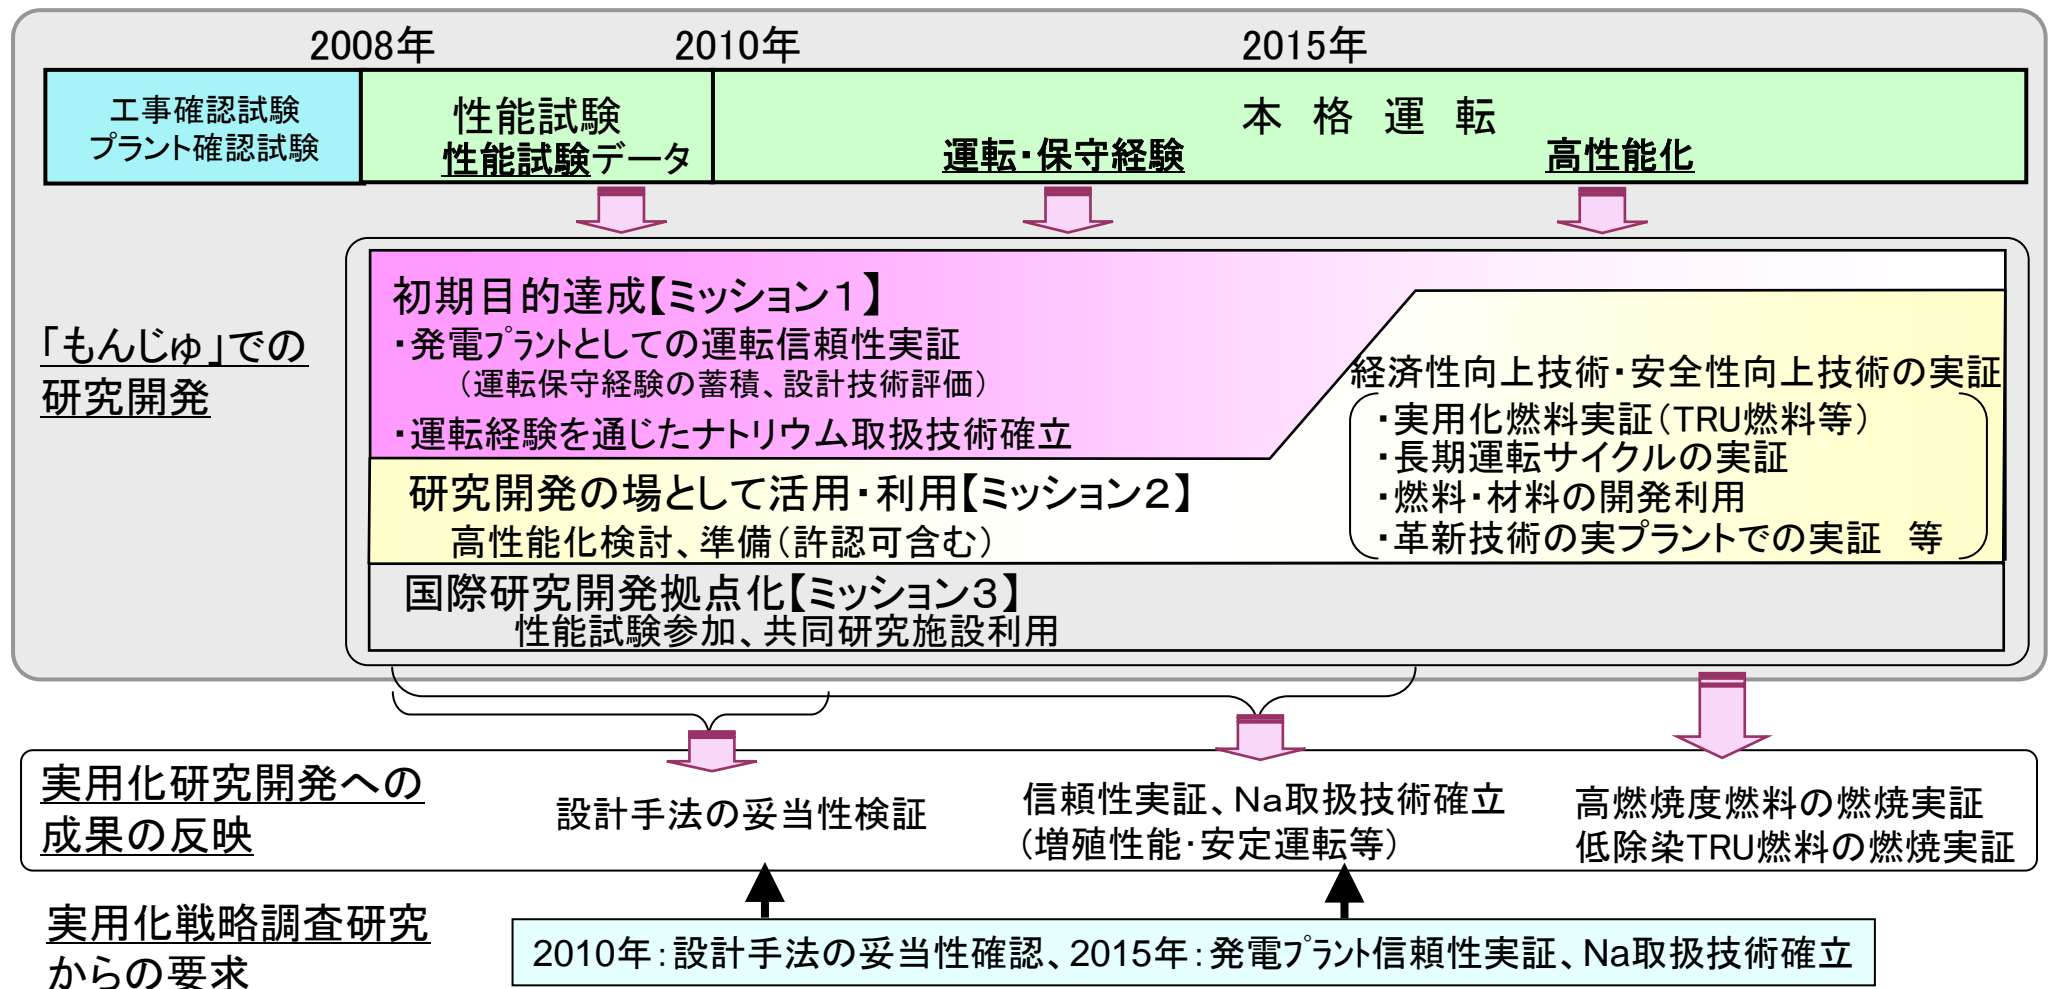 2008年
2010年
2015年
工事確認試験
プラント確認試験
性能試験
性能試験データ
本 格 運 転
運転・保守経験
高性能化
「もんじゅ」での
研究開発
初期目的達成【ミッション１】
・発電プラントとしての運転信頼性実証
（運転保守経験の蓄積、設計技術評価）
・運転経験を通じたナトリウム取扱技術確立
研究開発の場として活用・利用【ミッション２】
高性能化検討、準備（許認可含む）
経済性向上技術・安全性向上技術の実証
・実用化燃料実証（TRU燃料等）
・長期運転サイクルの実証
・燃料・材料の開発利用
・革新技術の実プラントでの実証　等
国際研究開発拠点化【ミッション３】
性能試験参加、共同研究施設利用
実用化研究開発への
成果の反映
設計手法の妥当性検証
信頼性実証、Na取扱技術確立
（増殖性能・安定運転等）
高燃焼度燃料の燃焼実証
低除染TRU燃料の燃焼実証
実用化戦略調査研究
からの要求
2010年：設計手法の妥当性確認、2015年：発電プラント信頼性実証、Na取扱技術確立